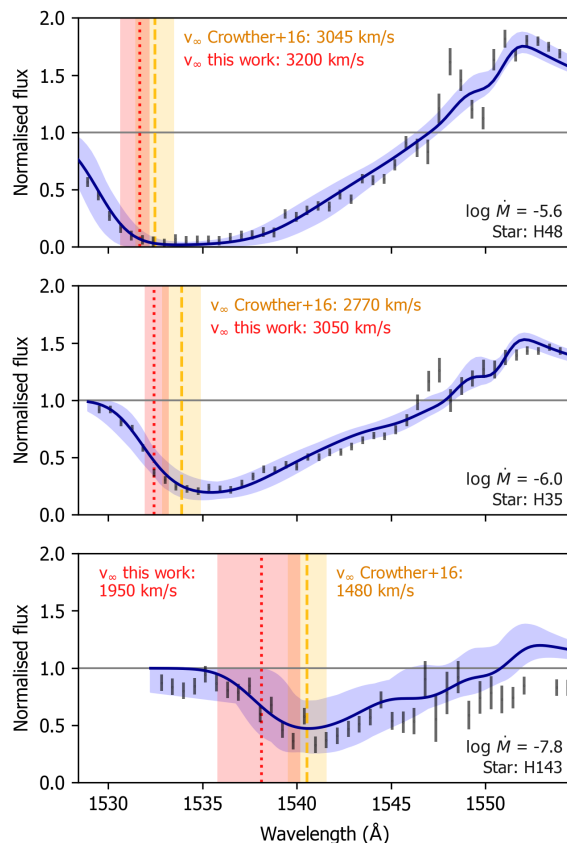 2.0
1.5
1.0
0.5
0.0
Normalised flux
v∞ Crowther+16: 3045 km/s
v∞ this work: 3200 km/s
log Ṁ = -5.6
Star: H48
2.0
1.5
1.0
0.5
0.0
Normalised flux
v∞ Crowther+16: 2770 km/s
v∞ this work: 3050 km/s
log Ṁ = -6.0
Star: H35
2.0
1.5
1.0
0.5
0.0
Normalised flux
v∞ this work:
1950 km/s
v∞ Crowther+16:
1480 km/s
log Ṁ = -7.8
Star: H143
1530 1535 1540 1545 1550
Wavelength (Å)